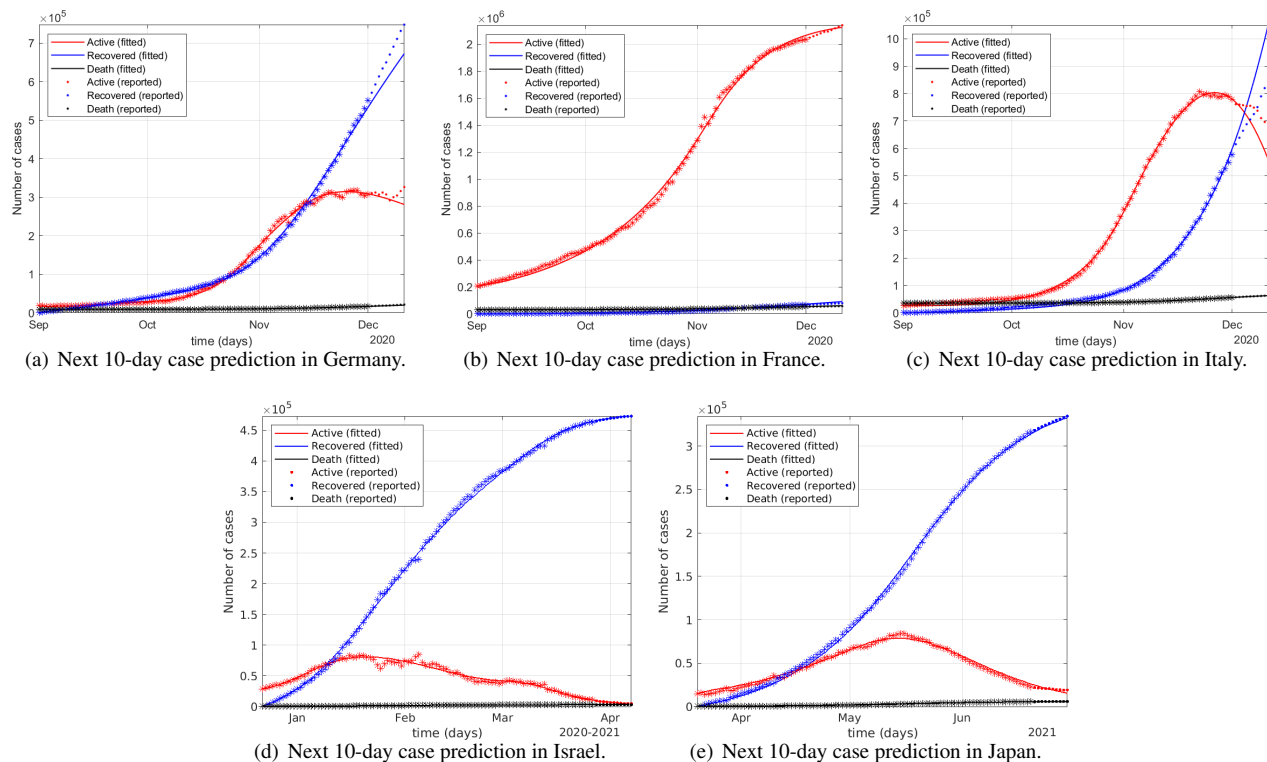 ×10^5
7
6
5
4
3
2
1
0
Number of cases
Active (fitted)
Recovered (fitted)
Death (fitted)
Active (reported)
Recovered (reported)
Death (reported)
Sep Oct Nov Dec
time (days) 2020
(a) Next 10-day case prediction in Germany.
×10^6
2
1.8
1.6
1.4
1.2
1
0.8
0.6
0.4
0.2
0
Number of cases
Active (fitted)
Recovered (fitted)
Death (fitted)
Active (reported)
Recovered (reported)
Death (reported)
Sep Oct Nov Dec
time (days) 2020
(b) Next 10-day case prediction in France.
×10^5
10
9
8
7
6
5
4
3
2
1
0
Number of cases
Active (fitted)
Recovered (fitted)
Death (fitted)
Active (reported)
Recovered (reported)
Death (reported)
Sep Oct Nov Dec
time (days) 2020
(c) Next 10-day case prediction in Italy.
×10^5
4.5
4
3.5
3
2.5
2
1.5
1
0.5
0
Number of cases
Active (fitted)
Recovered (fitted)
Death (fitted)
Active (reported)
Recovered (reported)
Death (reported)
Jan Feb Mar Apr
time (days) 2020-2021
(d) Next 10-day case prediction in Israel.
×10^5
3
2.5
2
1.5
1
0.5
0
Number of cases
Active (fitted)
Recovered (fitted)
Death (fitted)
Active (reported)
Recovered (reported)
Death (reported)
Apr May Jun
time (days) 2021
(e) Next 10-day case prediction in Japan.